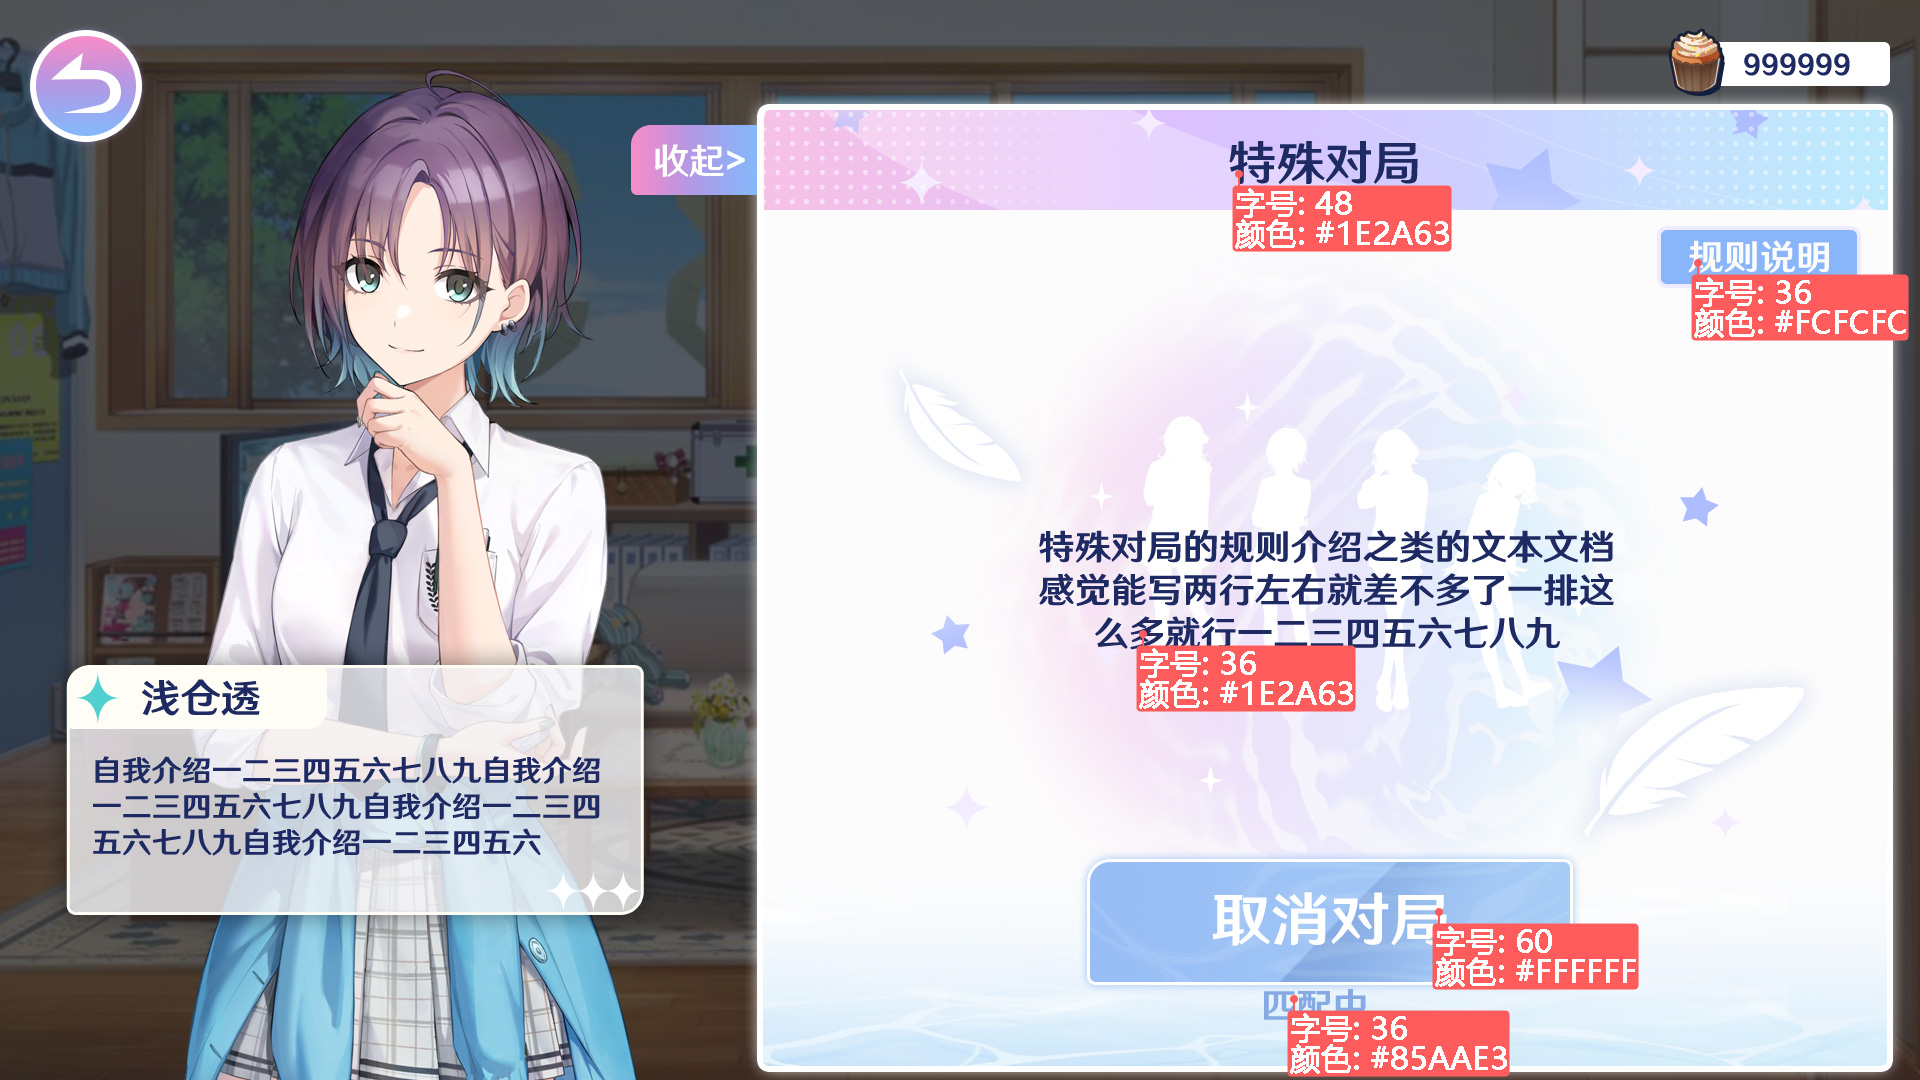 999999
收起>
特殊对局
字号: 48
颜色: #1E2A63
规则说明
字号: 36
颜色: #FCFCFC
特殊对局的规则介绍之类的文本文档
感觉能写两行左右就差不多了一排这
么多就行一二三四五六七八九
字号: 36
颜色: #1E2A63
浅仓透
自我介绍一二三四五六七八九自我介绍
一二三四五六七八九自我介绍一二三四
五六七八九自我介绍一二三四五六
取消对局
字号: 60
颜色: #FFFFFF
匹配中
字号: 36
颜色: #85AAE3